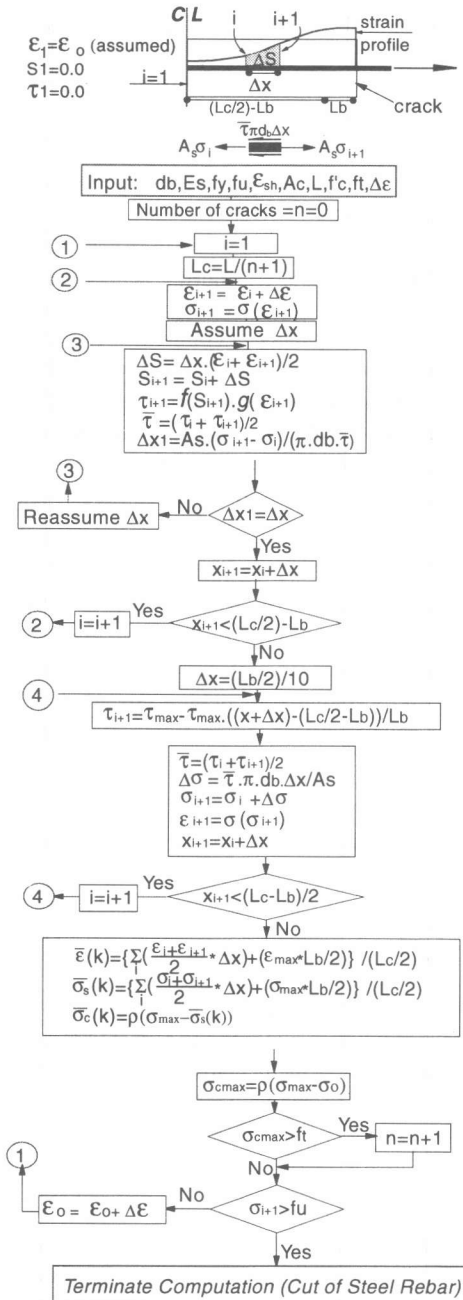 C L
i
i+1
strain
profile
ε1=ε0 (assumed)
S1=0.0
τ1=0.0
i=1
ΔS
Δx
(Lc/2)-Lb
Lb
crack
τ̅πdbΔx
Asσi
Asσi+1
Input: db,Es,fy,fu,εsh,Ac,L,f'c,ft,Δε
Number of cracks =n=0
1
i=1
Lc=L/(n+1)
2
εi+1 = εi+ Δε
σi+1 = σ(εi+1)
Assume Δx
3
ΔS= Δx.(εi+ εi+1)/2
Si+1 = Si+ ΔS
τi+1=f(Si+1).g( εi+1)
τ̅ =( τi+ τi+1)/2
Δx1=As.(σi+1- σi)/(π.db.τ̅)
3
No
Reassume Δx
Δx1=Δx
Yes
xi+1=xi+Δx
Yes
2
i=i+1
xi+1<(Lc/2)-Lb
No
Δx=(Lb/2)/10
4
τi+1=τmax-τmax.((x+Δx)-(Lc/2-Lb))/Lb
τ̅=(τi+τi+1)/2
Δσ= τ̅.π.db.Δx/As
σi+1=σi +Δσ
εi+1=σ (σi+1)
xi+1=xi+Δx
Yes
4
i=i+1
xi+1<(Lc-Lb)/2
No
ε̅(k)={∑i(εi+εi+1/2* Δx)+(εmax*Lb/2)} /(Lc/2)
σ̅s(k)={∑i(σi+σi+1/2* Δx)+(σmax*Lb/2)} /(Lc/2)
σ̅c(k)=ρ(σmax-σ̅s(k))
σcmax=ρ(σmax-σo)
σcmax>ft
Yes
n=n+1
1
No
No
εo = εo+ Δε
σi+1>fu
Yes
Terminate Computation (Cut of Steel Rebar)